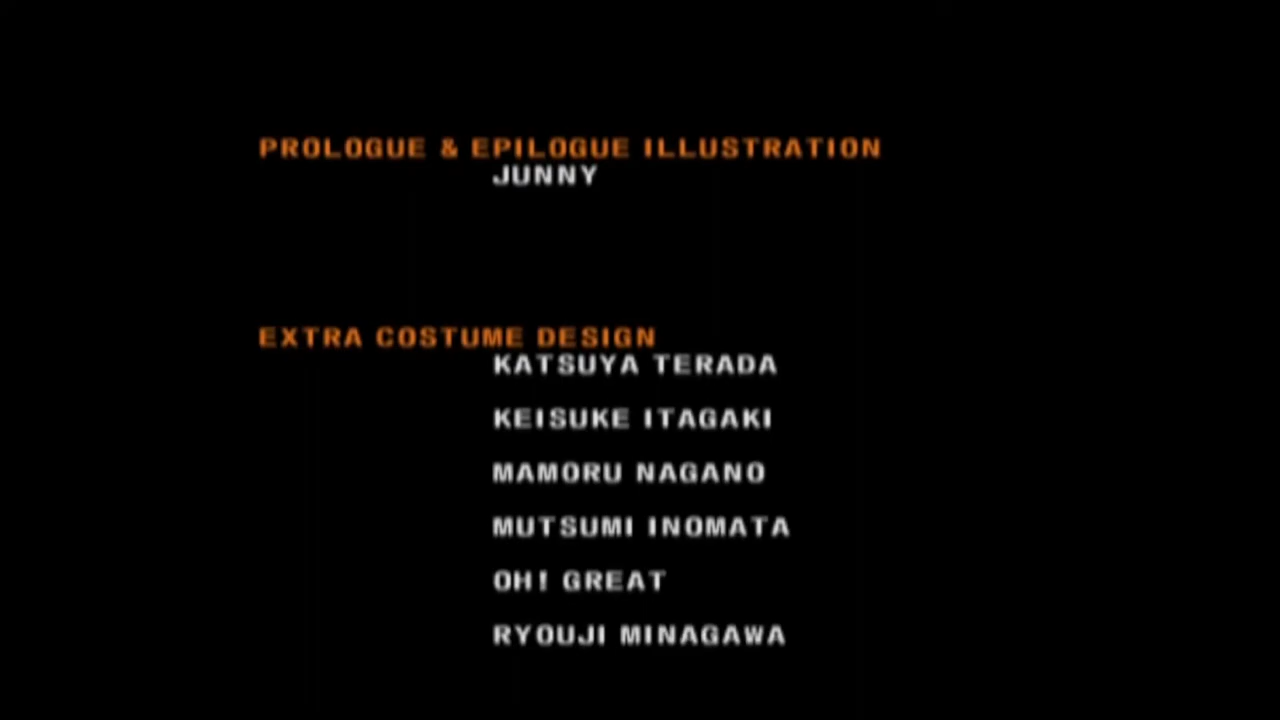 PROLOGUE & EPILOGUE ILLUSTRATION
JUNNY
EXTRA COSTUME DESIGN
KATSUYA TERADA
KEISUKE ITAGAKI
MAMORU NAGANO
MUTSUMI INOMATA
OH! GREAT
RYOUJI MINAGAWA